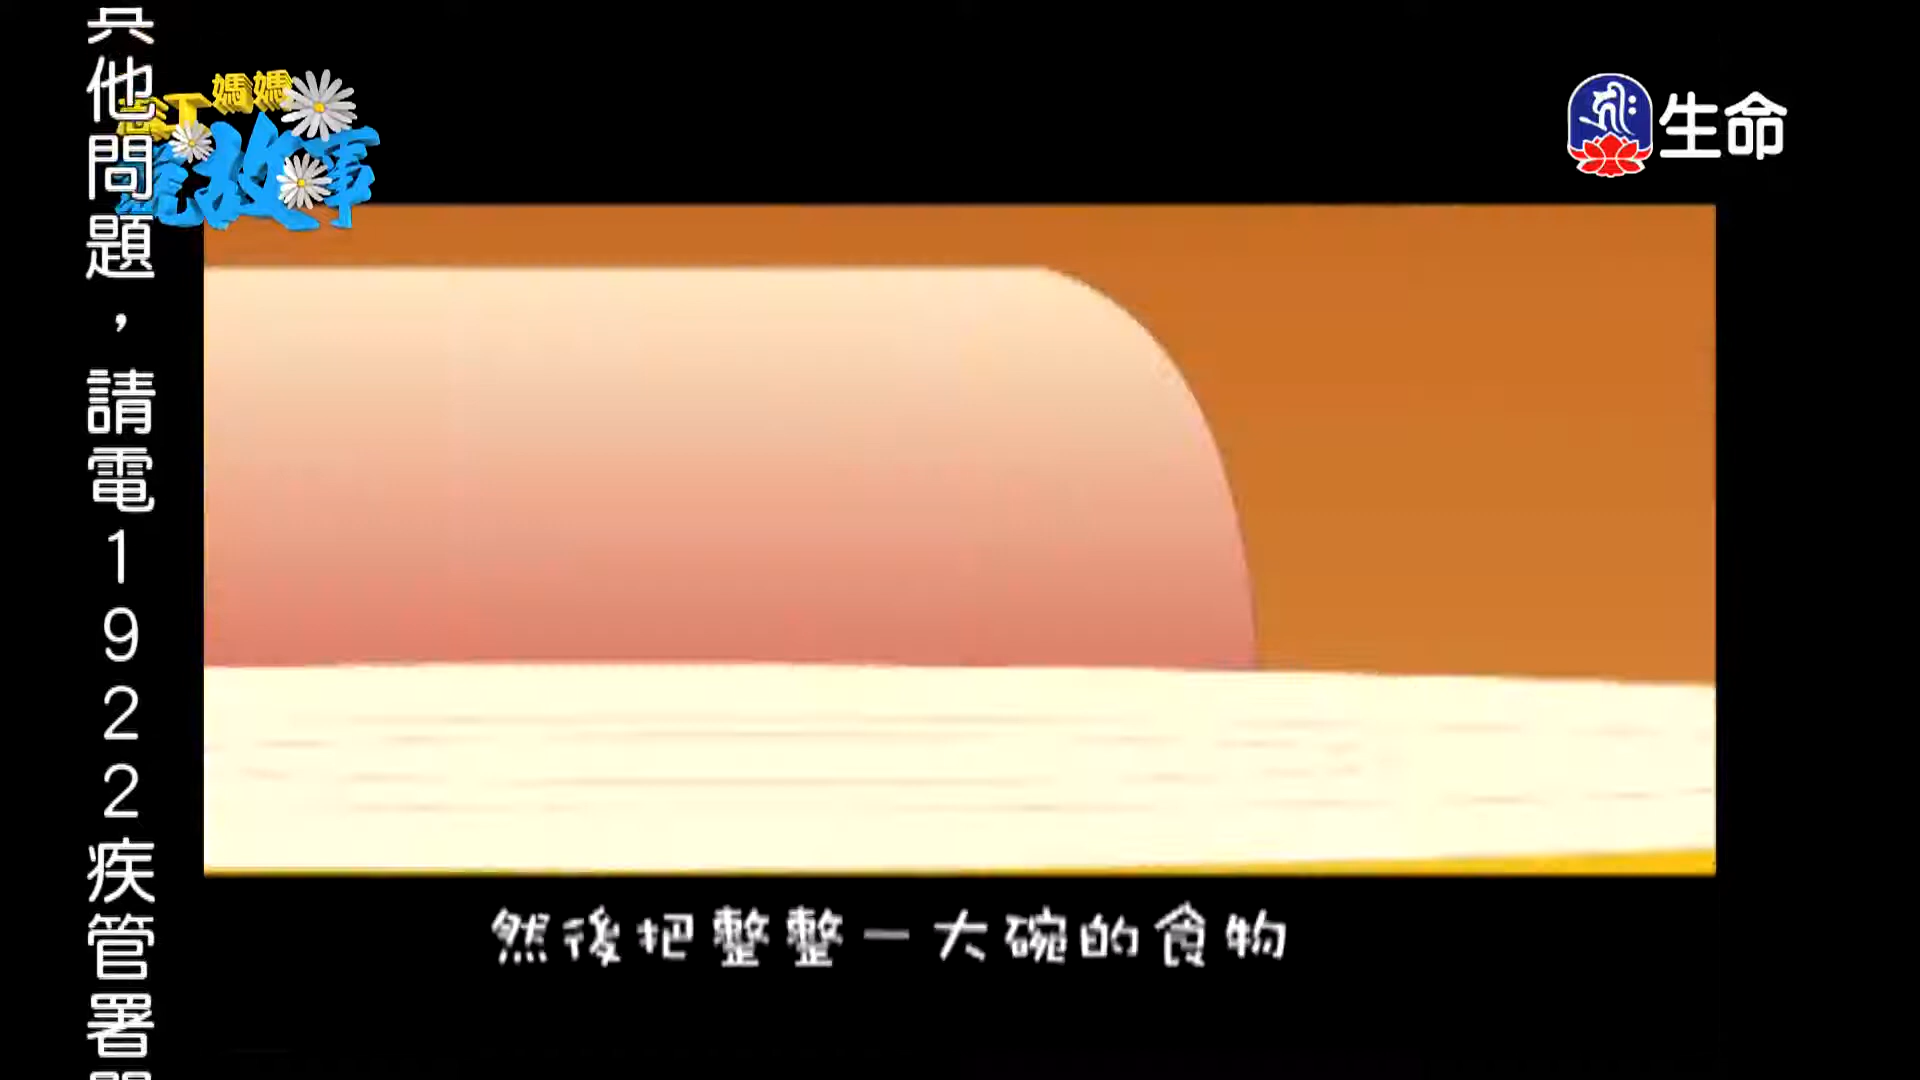 其他問題，請電1922疾管署
媽媽
說故事
生命
然後把整整一大碗的食物